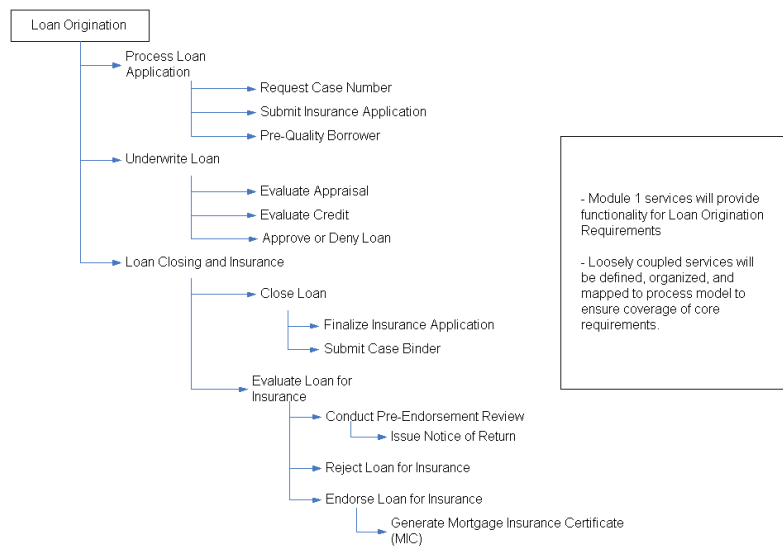 Loan Origination
Process Loan
Application
Request Case Number
Submit Insurance Application
Pre-Quality Borrower
Underwrite Loan
Evaluate Appraisal
Evaluate Credit
Approve or Deny Loan
Loan Closing and Insurance
Close Loan
Finalize Insurance Application
Submit Case Binder
Evaluate Loan for
Insurance
Conduct Pre-Endorsement Review
Issue Notice of Return
Reject Loan for Insurance
Endorse Loan for Insurance
Generate Mortgage Insurance Certificate
(MIC)
- Module 1 services will provide
functionality for Loan Origination
Requirements
- Loosely coupled services will
be defined, organized, and
mapped to process model to
ensure coverage of core
requirements.